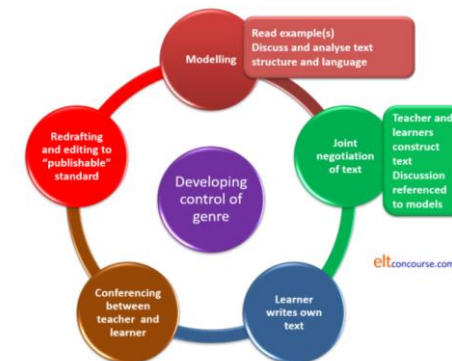 Modelling
Read example(s)
Discuss and analyse text
structure and language
Joint
negotiation
of text
Teacher and
learners
construct
text
Discussion
referenced
to models
Learner
writes own
text
Conferencing
between
teacher and
learner
Redrafting
and editing to
“publishable”
standard
Developing
control of
genre
eltconcourse.com